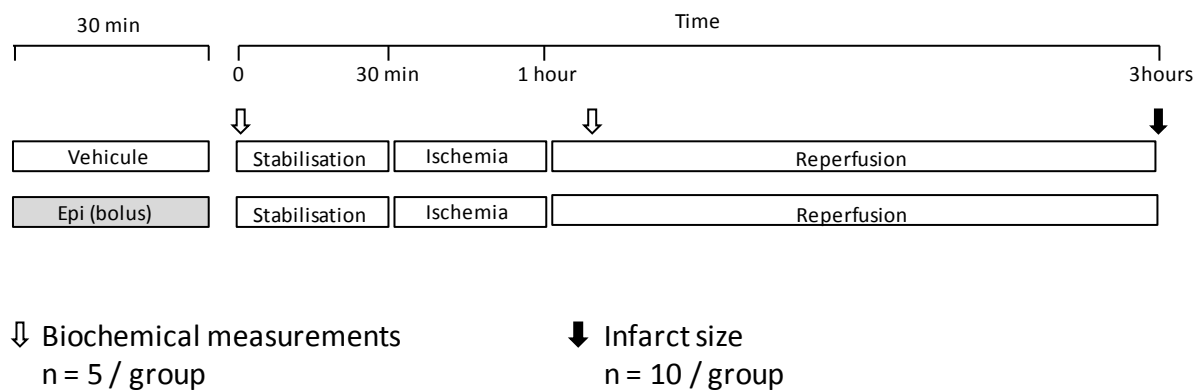 30 min
Time
0 30 min 1 hour 3hours
Vehicule Stabilisation Ischemia Reperfusion
Epi (bolus) Stabilisation Ischemia Reperfusion
Biochemical measurements Infarct size
n = 5 / group n = 10 / group